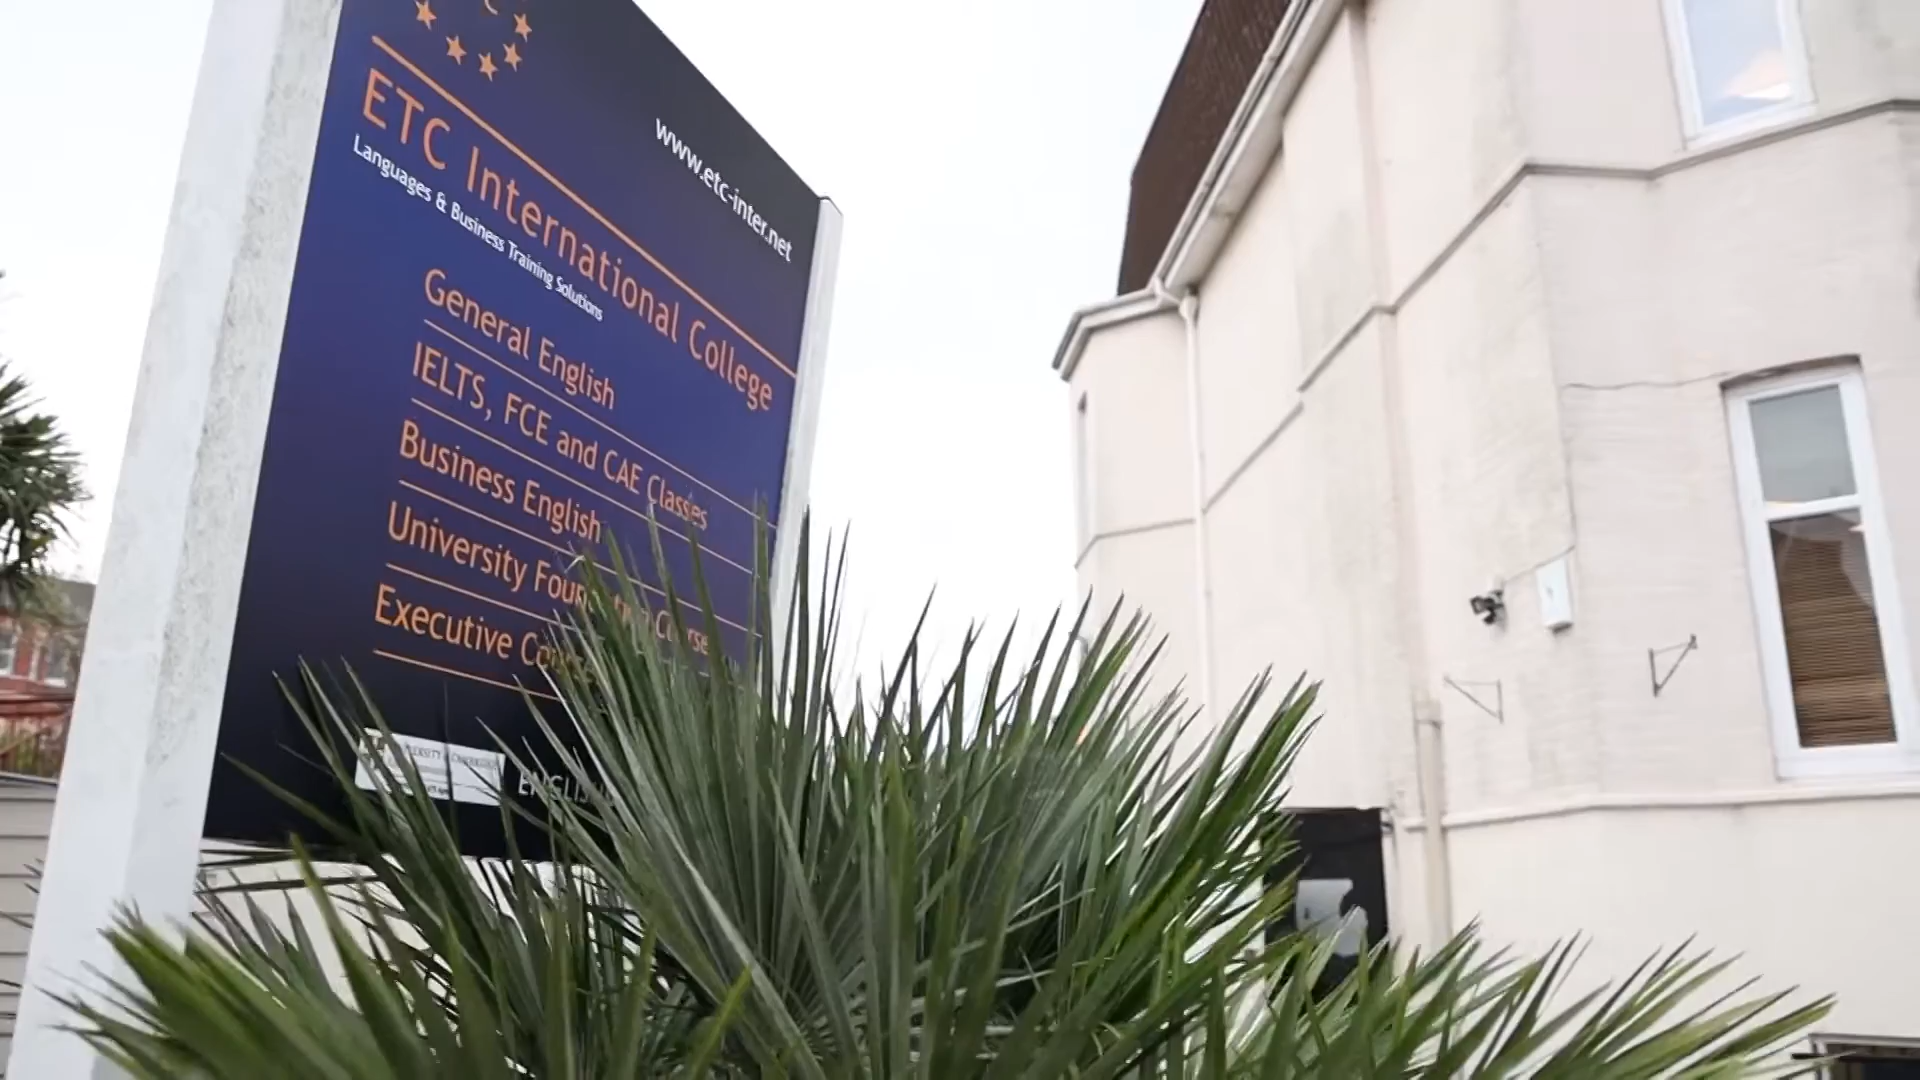 www.etc-inter.net
ETC International College
Languages & Business Training Solutions
General English
IELTS, FCE and CAE Classes
Business English
University Foundation Course
Executive
ENGLISH